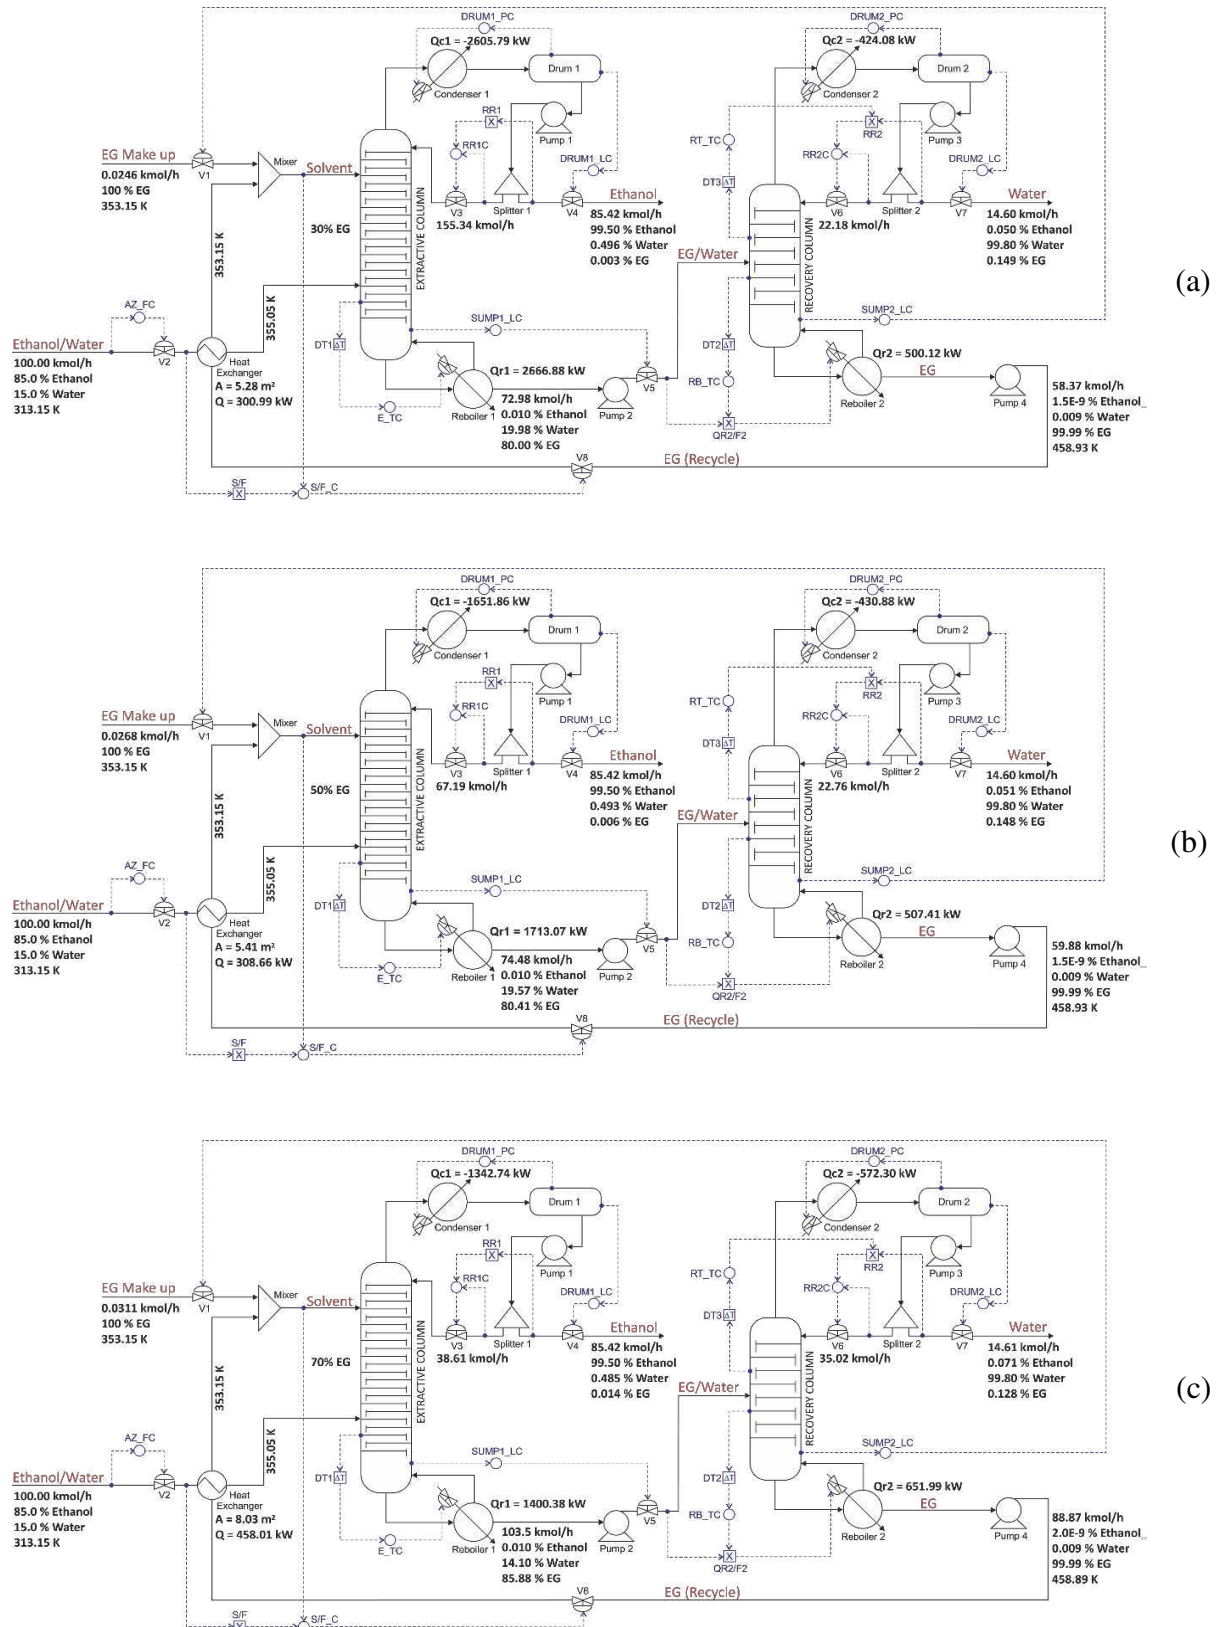 DRUM1_PC
DRUM2_PC
Qc1 = -2605.79 kW
Qc2 = -424.08 kW
Drum 1
Drum 2
Condenser 1
Condenser 2
RR1
X
Pump 1
RT_TC
X
RR2
Pump 3
EG Make up
V1
Mixer
Solvent
RR1C
DRUM1_LC
RR2C
DRUM2_LC
0.0246 kmol/h
100 % EG
353.15 K
DT3 ΔT
Ethanol
Water
V3
Splitter 1
V4
V6
Splitter 2
V7
155.34 kmol/h
22.18 kmol/h
85.42 kmol/h
99.50 % Ethanol
0.496 % Water
0.003 % EG
14.60 kmol/h
0.050 % Ethanol
99.80 % Water
0.149 % EG
30% EG
EXTRACTIVE COLUMN
RECOVERY COLUMN
EG/Water
353.15 K
355.05 K
(a)
AZ_FC
SUMP1_LC
SUMP2_LC
Ethanol/Water
V2
Heat
Exchanger
100.00 kmol/h
85.0 % Ethanol
15.0 % Water
313.15 K
A = 5.28 m²
Q = 300.99 kW
DT1 ΔT
E_TC
DT2 ΔT
RB_TC
X
QR2/F2
Qr1 = 2666.88 kW
Reboiler 1
72.98 kmol/h
0.010 % Ethanol
19.98 % Water
80.00 % EG
Pump 2
V5
Qr2 = 500.12 kW
EG
Reboiler 2
Pump 4
58.37 kmol/h
1.5E-9 % Ethanol_
0.009 % Water
99.99 % EG
458.93 K
V8
EG (Recycle)
S/F
X
S/F_C
DRUM1_PC
DRUM2_PC
Qc1 = -1651.86 kW
Qc2 = -430.88 kW
Drum 1
Drum 2
Condenser 1
Condenser 2
RR1
X
Pump 1
RT_TC
X
RR2
Pump 3
EG Make up
V1
Mixer
Solvent
RR1C
DRUM1_LC
RR2C
DRUM2_LC
0.0268 kmol/h
100 % EG
353.15 K
DT3 ΔT
Ethanol
Water
V3
Splitter 1
V4
V6
Splitter 2
V7
67.19 kmol/h
22.76 kmol/h
85.42 kmol/h
99.50 % Ethanol
0.493 % Water
0.006 % EG
14.60 kmol/h
0.051 % Ethanol
99.80 % Water
0.148 % EG
50% EG
EXTRACTIVE COLUMN
RECOVERY COLUMN
EG/Water
353.15 K
355.05 K
(b)
AZ_FC
SUMP1_LC
SUMP2_LC
Ethanol/Water
V2
Heat
Exchanger
100.00 kmol/h
85.0 % Ethanol
15.0 % Water
313.15 K
A = 5.41 m²
Q = 308.66 kW
DT1 ΔT
E_TC
DT2 ΔT
RB_TC
X
QR2/F2
Qr1 = 1713.07 kW
Reboiler 1
74.48 kmol/h
0.010 % Ethanol
19.57 % Water
80.41 % EG
Pump 2
V5
Qr2 = 507.41 kW
EG
Reboiler 2
Pump 4
59.88 kmol/h
1.5E-9 % Ethanol_
0.009 % Water
99.99 % EG
458.93 K
V8
EG (Recycle)
S/F
X
S/F_C
DRUM1_PC
DRUM2_PC
Qc1 = -1342.74 kW
Qc2 = -572.30 kW
Drum 1
Drum 2
Condenser 1
Condenser 2
RR1
X
Pump 1
RT_TC
X
RR2
Pump 3
EG Make up
V1
Mixer
Solvent
RR1C
DRUM1_LC
RR2C
DRUM2_LC
0.0311 kmol/h
100 % EG
353.15 K
DT3 ΔT
Ethanol
Water
V3
Splitter 1
V4
V6
Splitter 2
V7
38.61 kmol/h
35.02 kmol/h
85.42 kmol/h
99.50 % Ethanol
0.485 % Water
0.014 % EG
14.61 kmol/h
0.071 % Ethanol
99.80 % Water
0.128 % EG
70% EG
EXTRACTIVE COLUMN
RECOVERY COLUMN
EG/Water
353.15 K
355.05 K
(c)
AZ_FC
SUMP1_LC
SUMP2_LC
Ethanol/Water
V2
Heat
Exchanger
100.00 kmol/h
85.0 % Ethanol
15.0 % Water
313.15 K
A = 8.03 m²
Q = 458.01 kW
DT1 ΔT
E_TC
DT2 ΔT
RB_TC
X
QR2/F2
Qr1 = 1400.38 kW
Reboiler 1
103.5 kmol/h
0.010 % Ethanol
14.10 % Water
85.88 % EG
Pump 2
V5
Qr2 = 651.99 kW
EG
Reboiler 2
Pump 4
88.87 kmol/h
2.0E-9 % Ethanol_
0.009 % Water
99.99 % EG
458.89 K
V8
EG (Recycle)
S/F
X
S/F_C